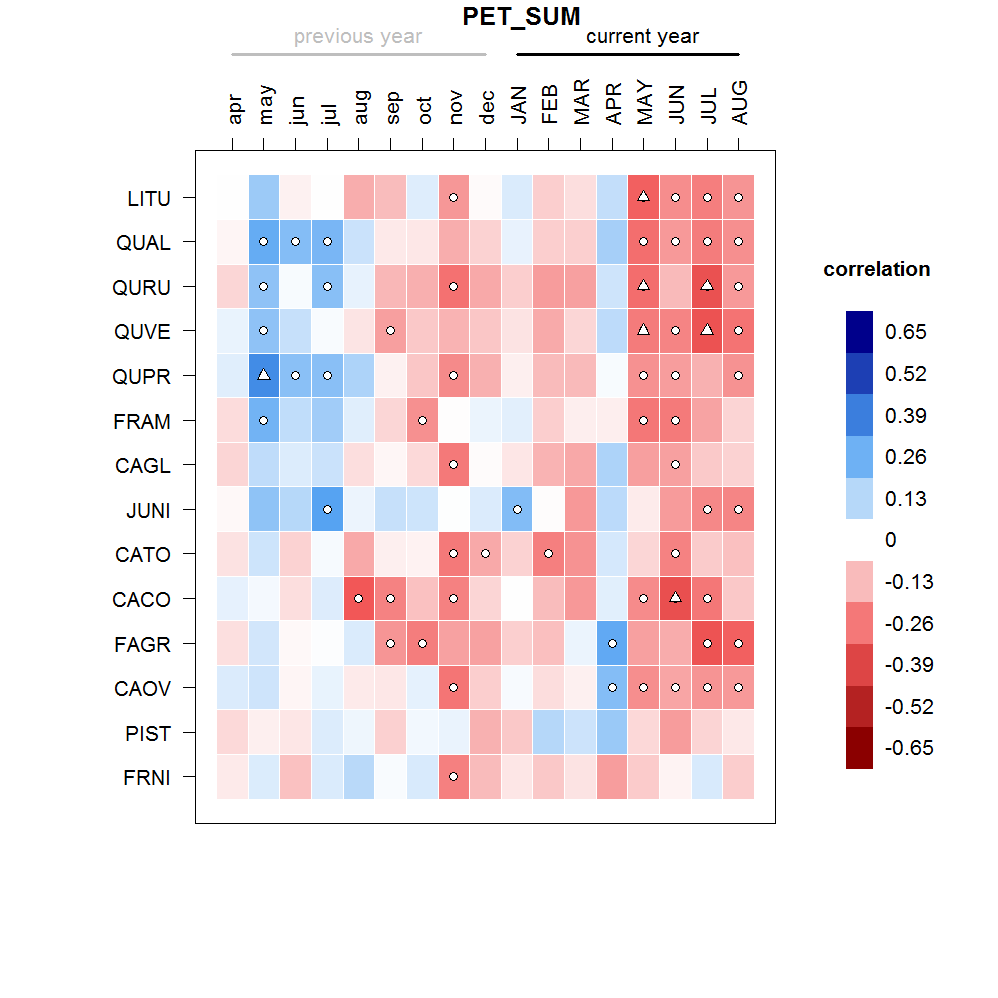 PET_SUM
previous year current year
apr may jun jul aug sep oct nov dec JAN FEB MAR APR MAY JUN JUL AUG
LITU
QUAL
QURU
QUVE
QUPR
FRAM
CAGL
JUNI
CATO
CACO
FAGR
CAOV
PIST
FRNI
correlation
0.65
0.52
0.39
0.26
0.13
0
-0.13
-0.26
-0.39
-0.52
-0.65